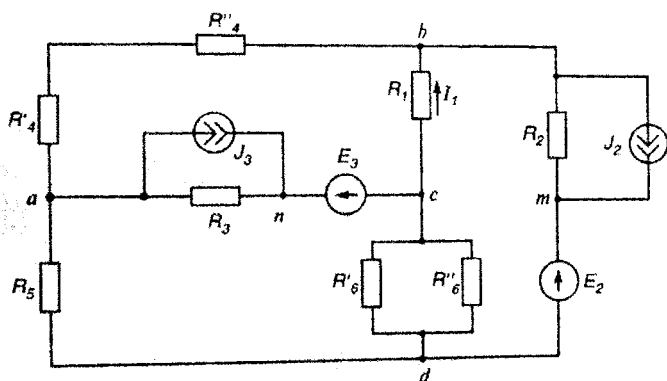 R"₄
b
R'₄
R₁
I₁
R₂
J₂
J₃
E₃
a
R₃
n
c
m
R₅
R'₆
R"₆
E₂
d